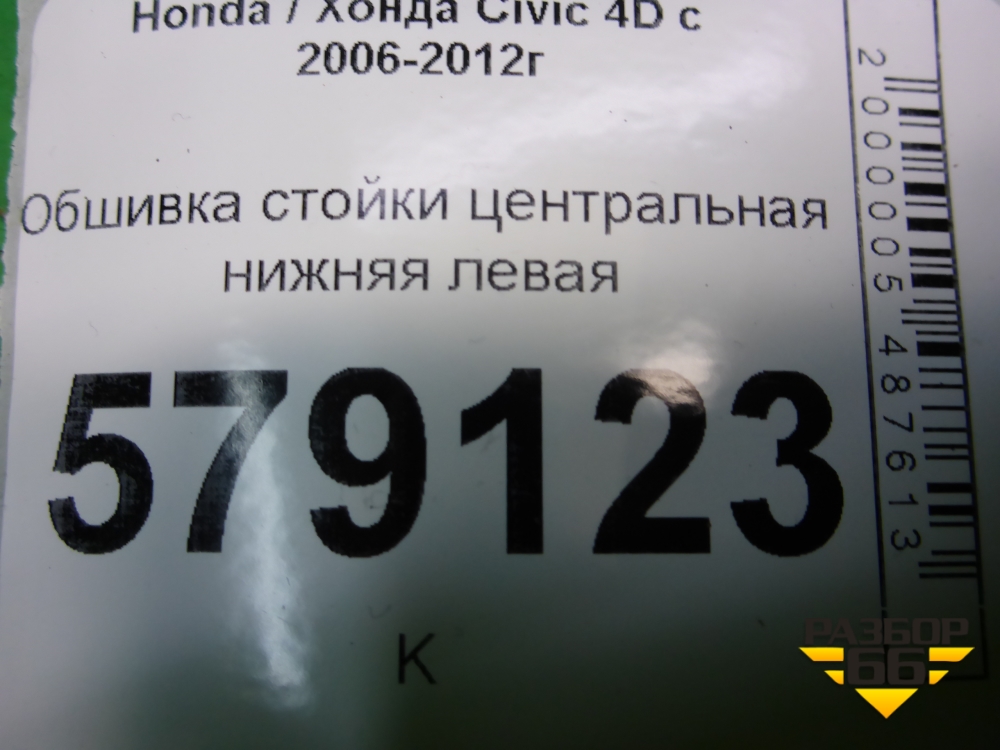 Honda / Хонда Civic 4D с
2006-2012г
Обшивка стойки центральная
нижняя левая
579123
К
2000005487613
РАЗБОР
66